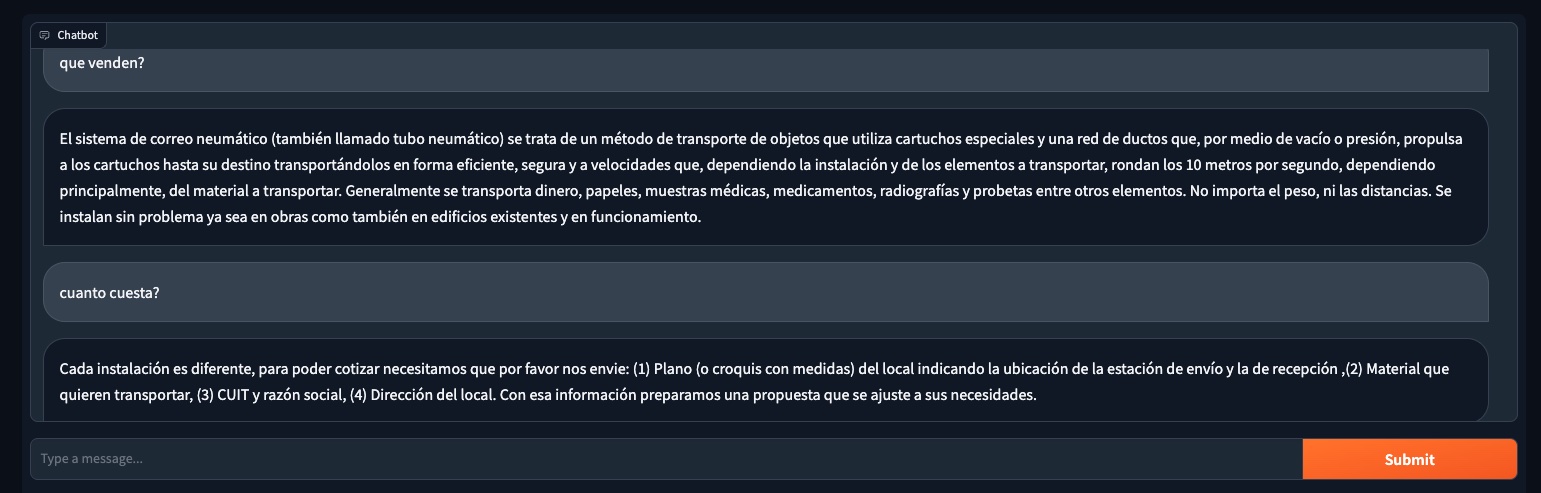 Chatbot
que venden?
El sistema de correo neumático (también llamado tubo neumático) se trata de un método de transporte de objetos que utiliza cartuchos especiales y una red de ductos que, por medio de vacío o presión, propulsa
a los cartuchos hasta su destino transportándolos en forma eficiente, segura y a velocidades que, dependiendo la instalación y de los elementos a transportar, rondan los 10 metros por segundo, dependiendo
principalmente, del material a transportar. Generalmente se transporta dinero, papeles, muestras médicas, medicamentos, radiografías y probetas entre otros elementos. No importa el peso, ni las distancias. Se
instalan sin problema ya sea en obras como también en edificios existentes y en funcionamiento.
cuanto cuesta?
Cada instalación es diferente, para poder cotizar necesitamos que por favor nos envie: (1) Plano (o croquis con medidas) del local indicando la ubicación de la estación de envío y la de recepción ,(2) Material que
quieren transportar, (3) CUIT y razón social, (4) Dirección del local. Con esa información preparamos una propuesta que se ajuste a sus necesidades.
Type a message...
Submit